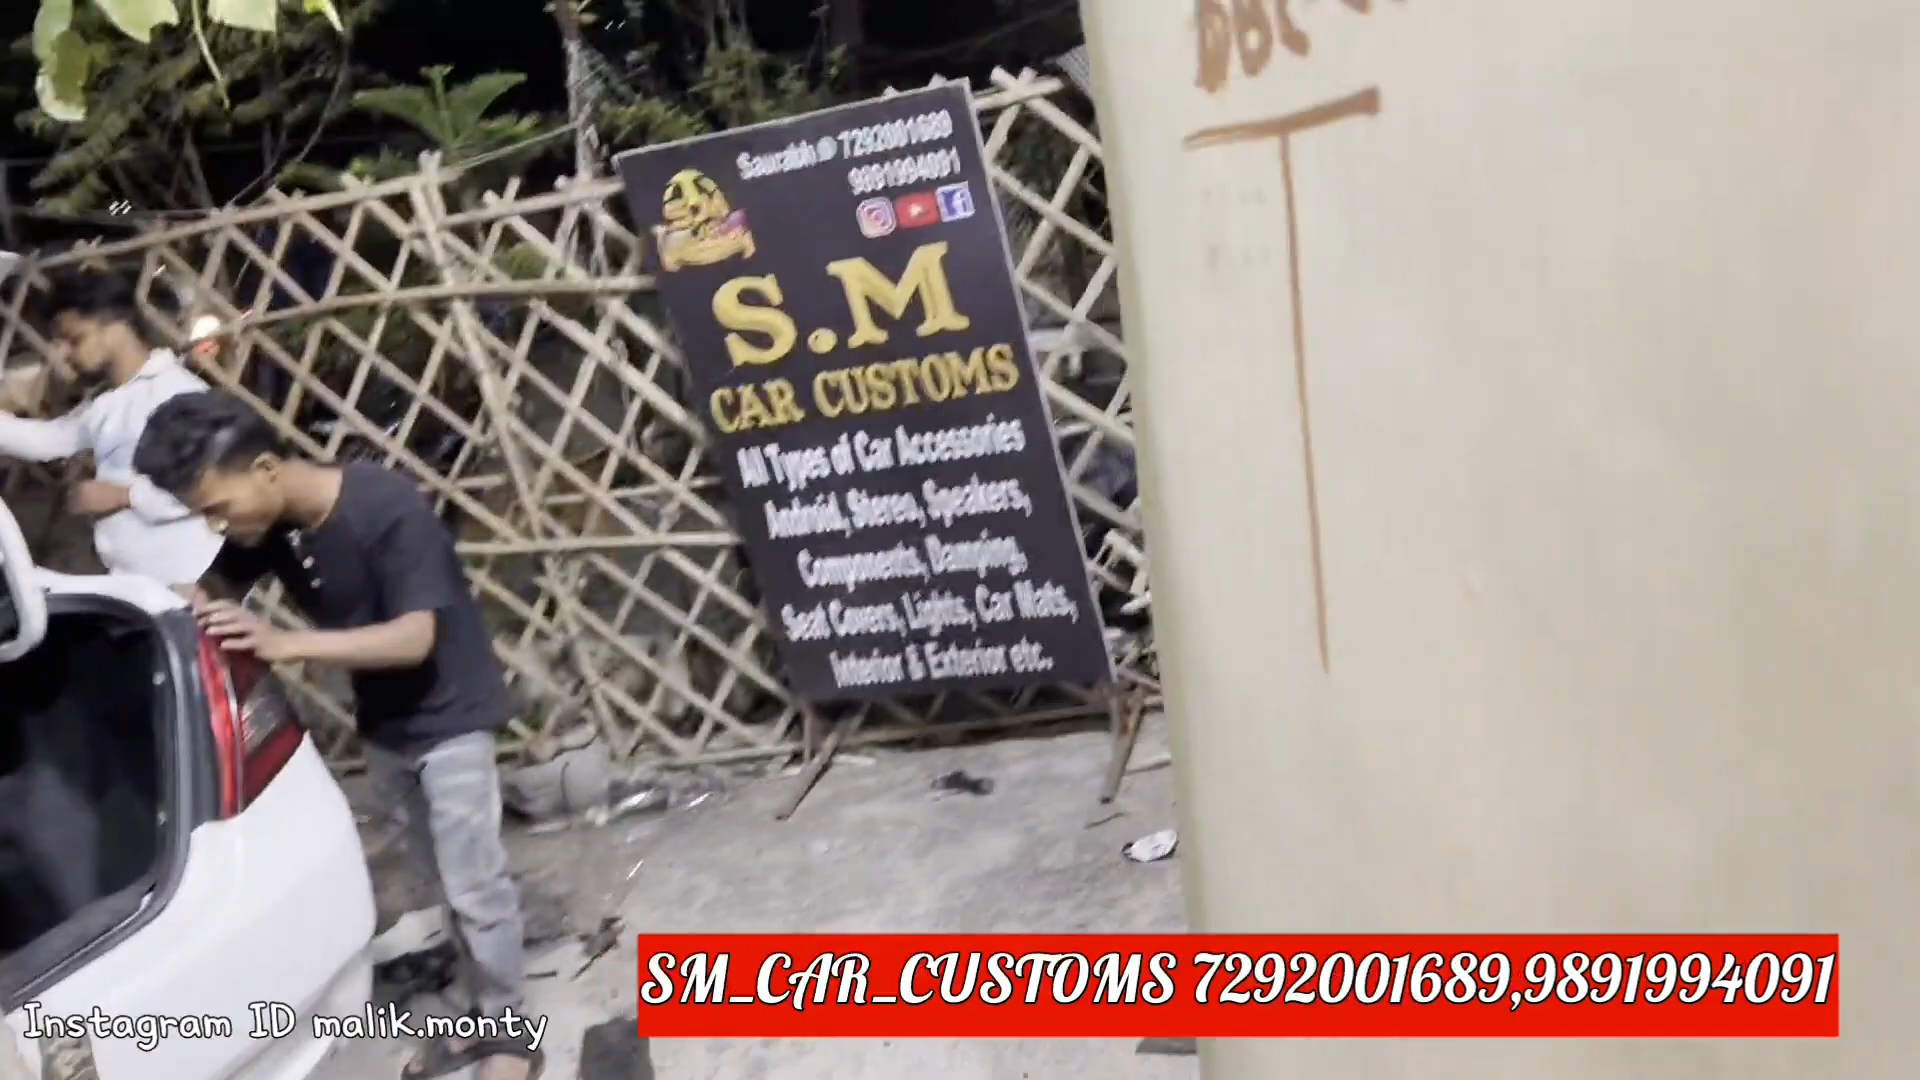 Saurabh @ 7292001689
9891994091
S.M
CAR CUSTOMS
All Types of Car Accessories
Android, Stereo, Speakers,
Components, Damping,
Seat Covers, Lights, Car Mats,
Interior & Exterior etc.
SM_CAR_CUSTOMS 7292001689,9891994091
Instagram ID malik.monty